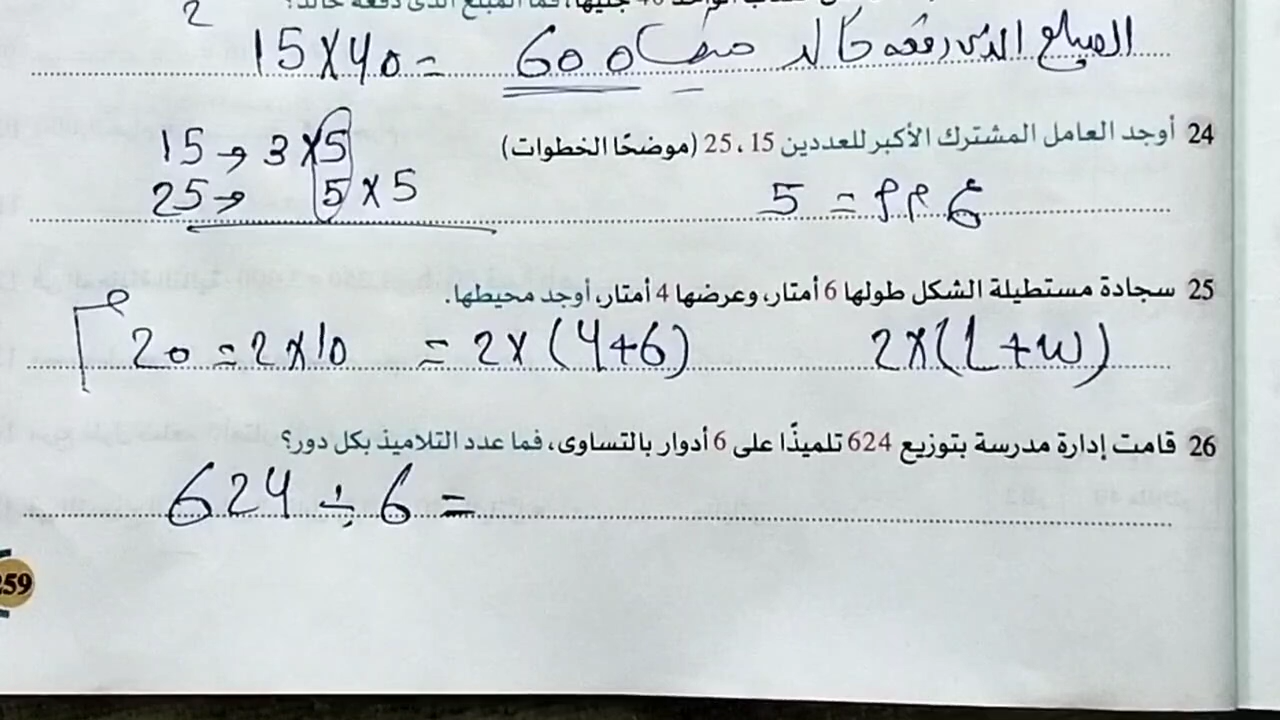 2
15 × 40 = 600 المبلغ الذى دفعه خالد
24 أوجد العامل المشترك الأكبر للعددين 15 ، 25 (موضحًا الخطوات)
15 → 3 × 5
25 → 5 × 5
ع م أ = 5
25 سجادة مستطيلة الشكل طولها 6 أمتار، وعرضها 4 أمتار، أوجد محيطها.
2×(L+W) = 2×(4+6) = 2×10 = 20 م
26 قامت إدارة مدرسة بتوزيع 624 تلميذًا على 6 أدوار بالتساوى، فما عدد التلاميذ بكل دور؟
624 ÷ 6 =
259